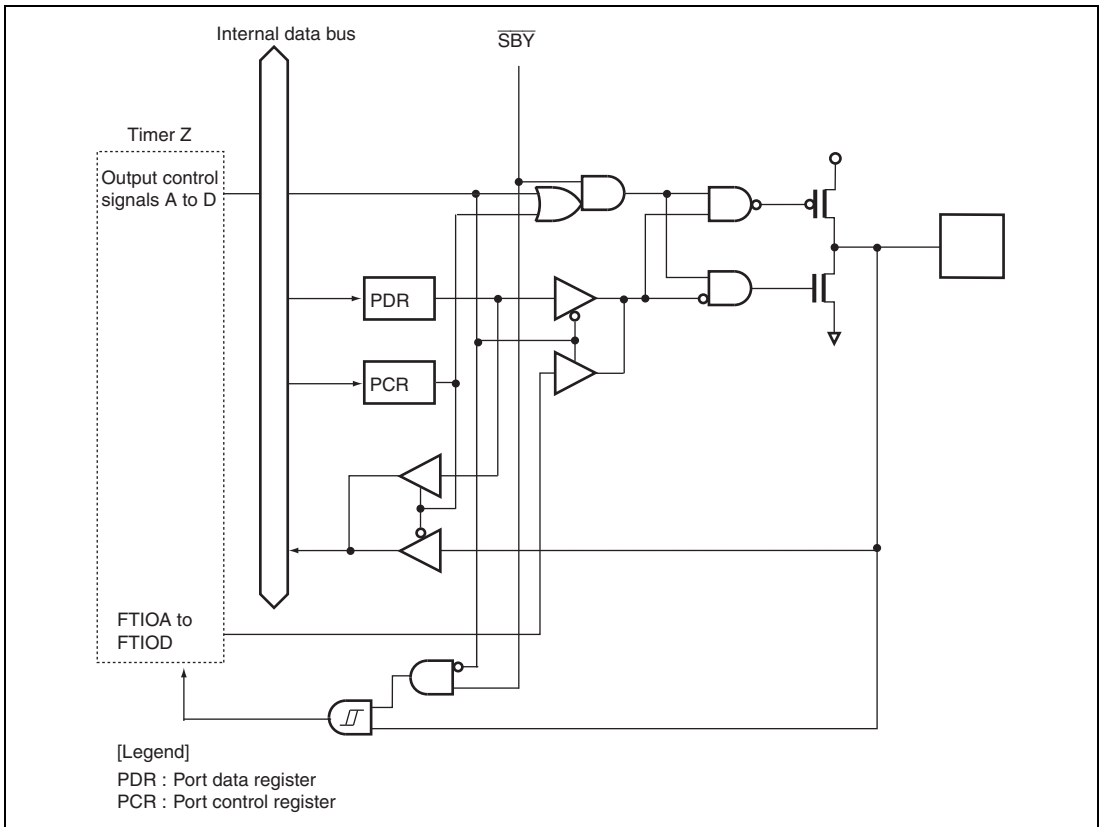 Internal data bus
S̅B̅Y̅
Timer Z
Output control
signals A to D
PDR
PCR
FTIOA to
FTIOD
[Legend]
PDR : Port data register
PCR : Port control register